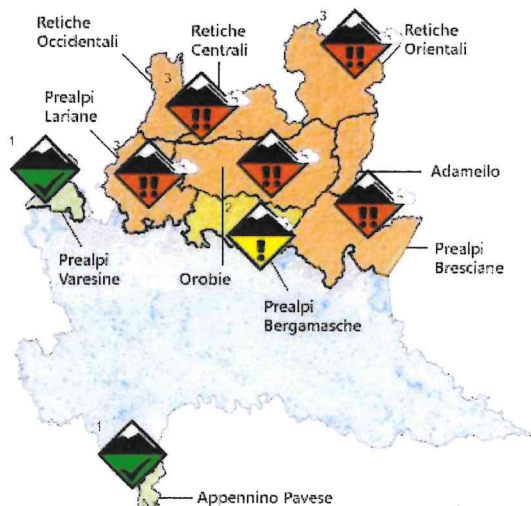 Retiche
Occidentali
3
Retiche
Centrali
3
Retiche
Orientali
Prealpi
Lariane
3
3
1
Adamello
2
Prealpi
Varesine
Orobie
Prealpi
Bresciane
Prealpi
Bergamasche
1
Appennino Pavese